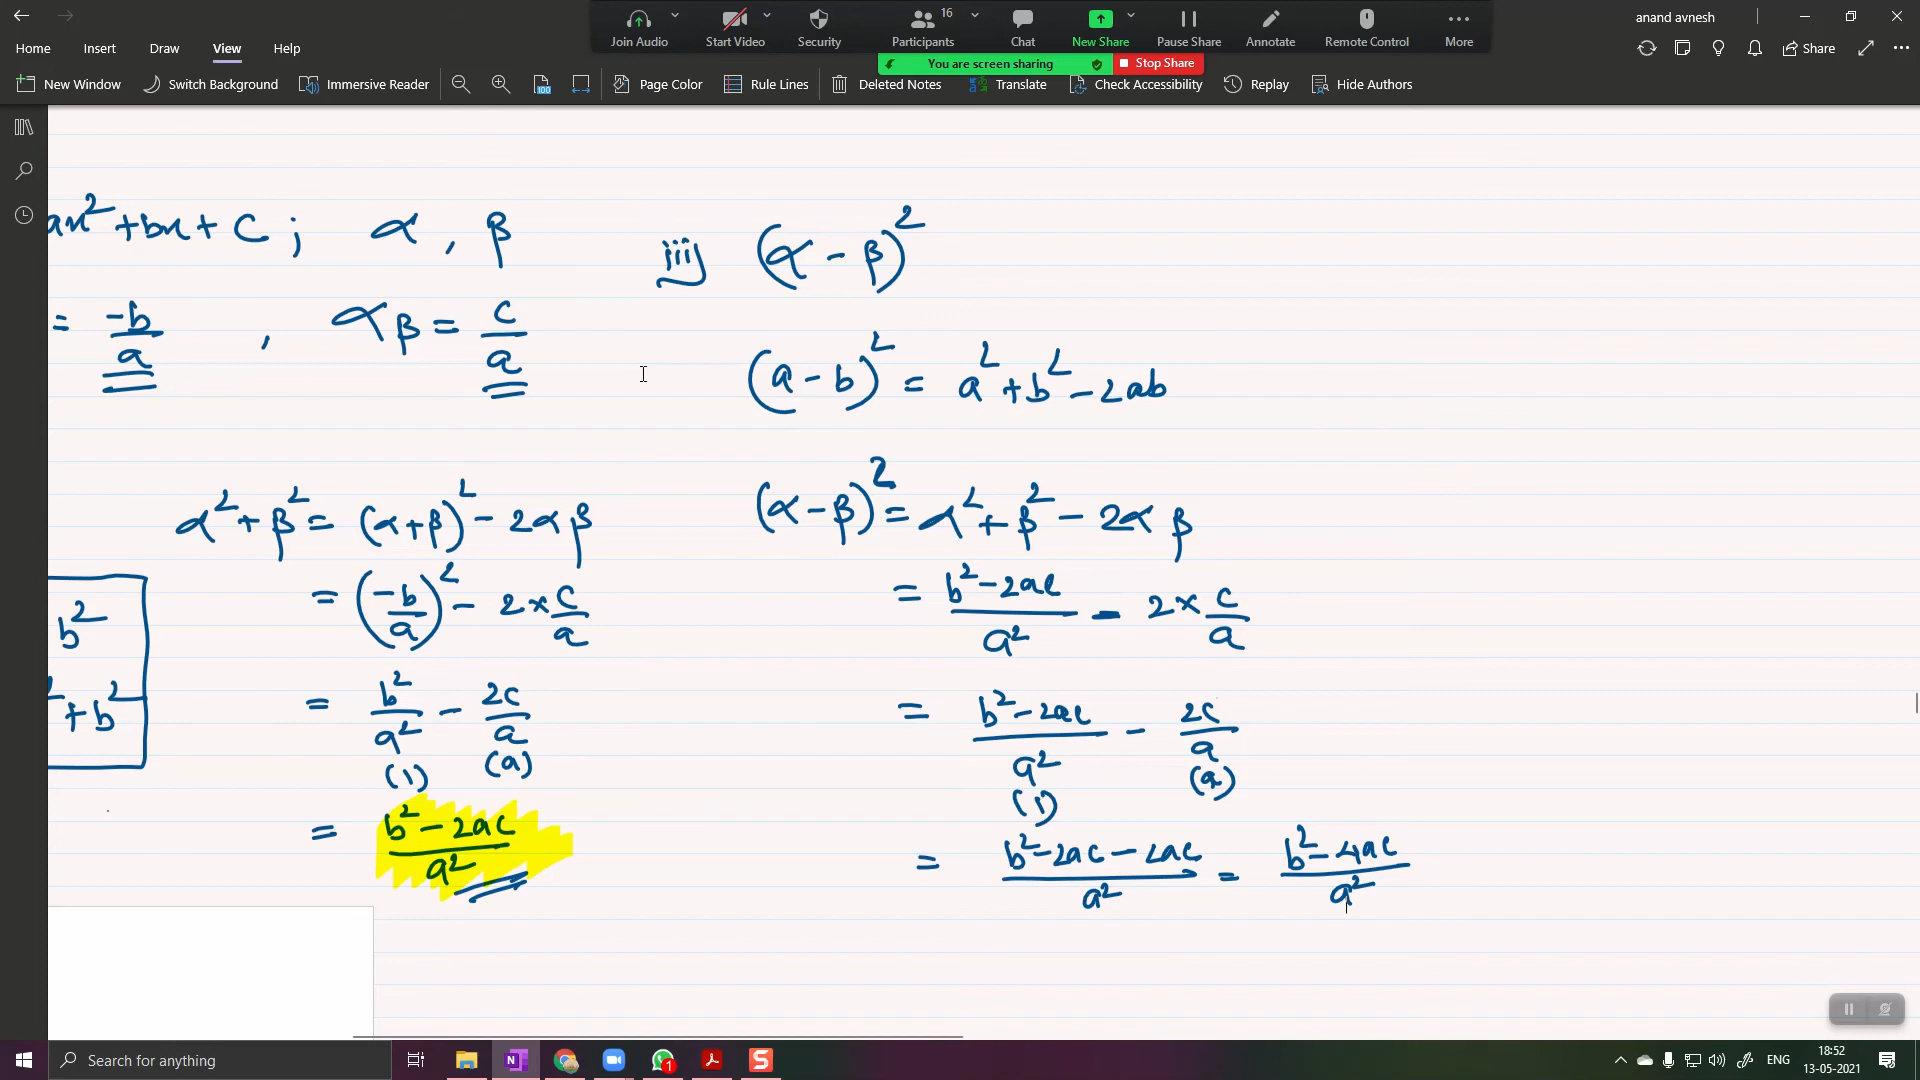 anand avnesh
16
Join Audio Start Video Security Participants Chat New Share Pause Share Annotate Remote Control More
You are screen sharing Stop Share
Home Insert Draw View Help
Share
New Window Switch Background Immersive Reader 100 Page Color Rule Lines Deleted Notes Translate Check Accessibility Replay Hide Authors
ax² + bx + C ; α , β
= -b/a , αβ = c/a
α² + β² = (α+β)² - 2αβ
= (-b/a)² - 2 × c/a
= b²/a² - 2c/a
(1) (a)
= b² - 2ac / a²
b²
+ b²
iii) (α - β)²
(a - b)² = a² + b² - 2ab
(α - β)² = α² + β² - 2αβ
= b² - 2ac / a² - 2 × c/a
= b² - 2ac / a² - 2c/a
(1) (a)
= b² - 2ac - 2ac / a² = b² - 4ac / a²
Search for anything
N
1
S
ENG
18:52
13-05-2021